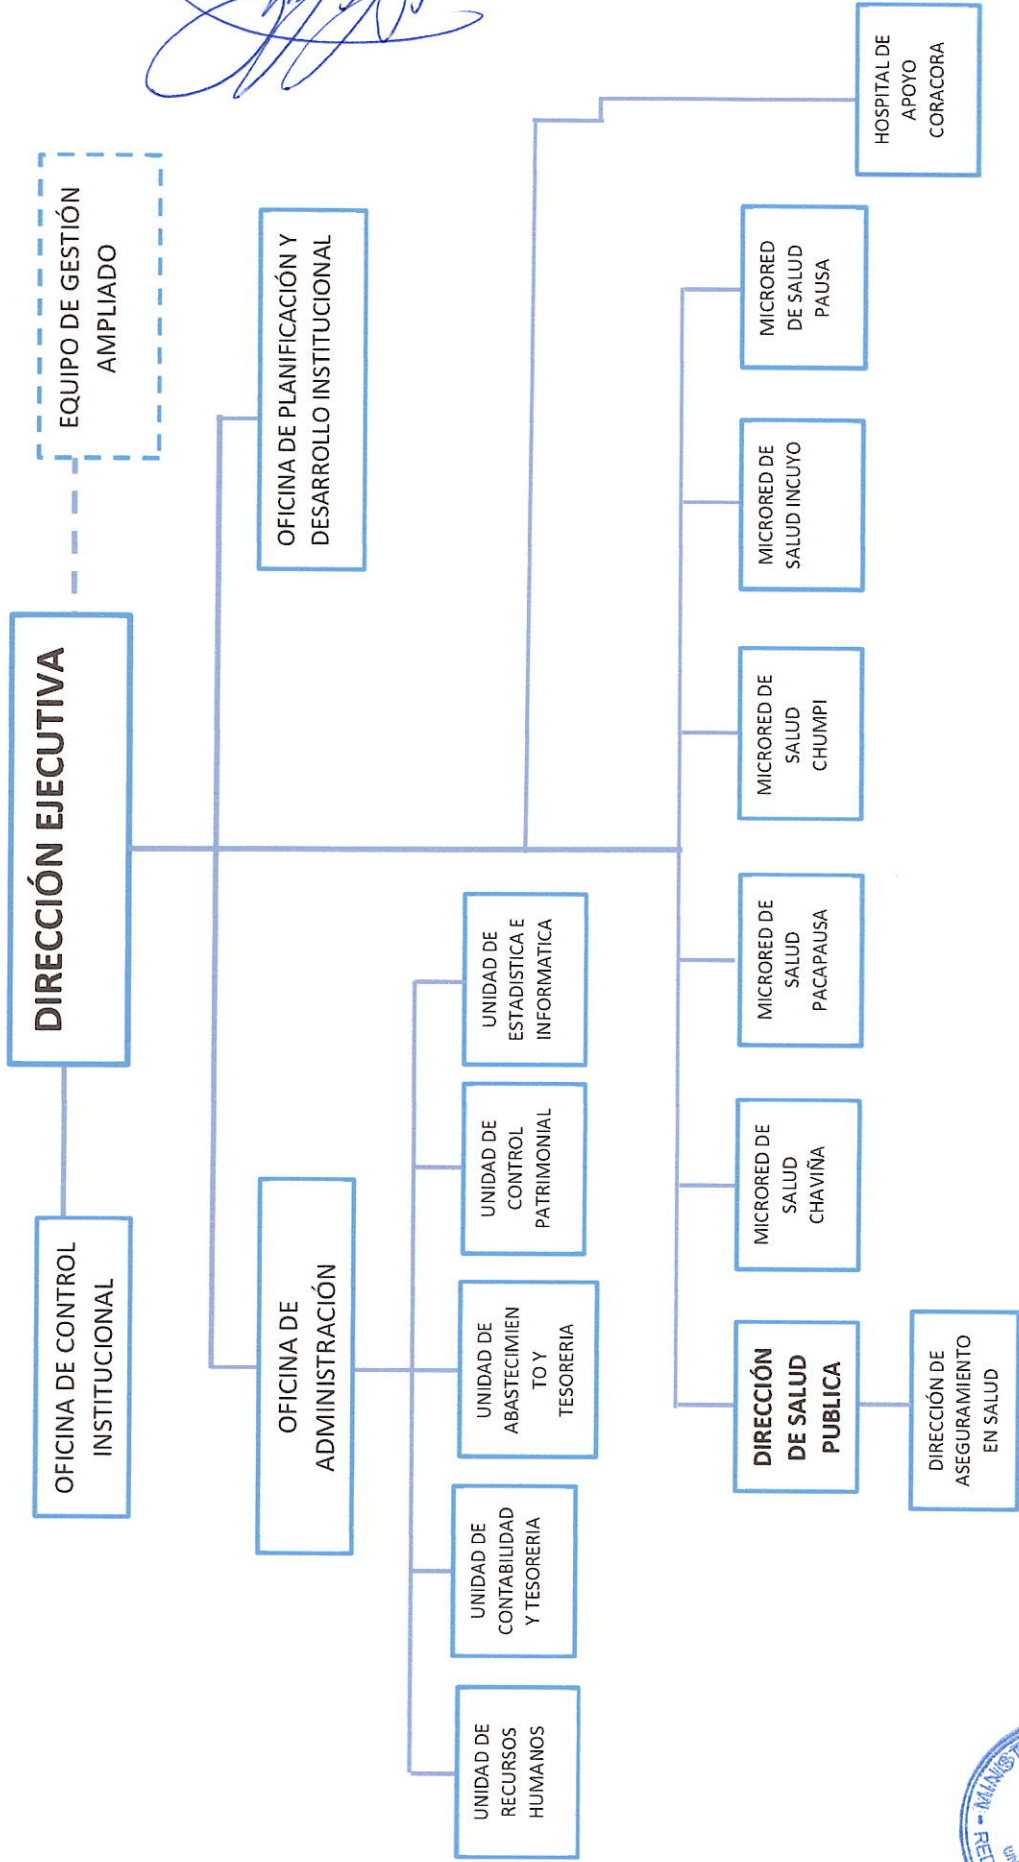 DIRECCIÓN EJECUTIVA
EQUIPO DE GESTIÓN
AMPLIADO
OFICINA DE CONTROL
INSTITUCIONAL
OFICINA DE
ADMINISTRACIÓN
OFICINA DE PLANIFICACIÓN Y
DESARROLLO INSTITUCIONAL
UNIDAD DE
RECURSOS
HUMANOS
UNIDAD DE
CONTABILIDAD
Y TESORERIA
UNIDAD DE
ABASTECIMIEN
TO Y
TESORERIA
UNIDAD DE
CONTROL
PATRIMONIAL
UNIDAD DE
ESTADISTICA E
INFORMATICA
DIRECCIÓN
DE SALUD
PUBLICA
MICRORED DE
SALUD
CHAVIÑA
MICRORED DE
SALUD
PACAPAUSA
MICRORED DE
SALUD
CHUMPI
MICRORED DE
SALUD INCUYO
MICRORED
DE SALUD
PAUSA
HOSPITAL DE
APOYO
CORACORA
DIRECCIÓN DE
ASEGURAMIENTO
EN SALUD